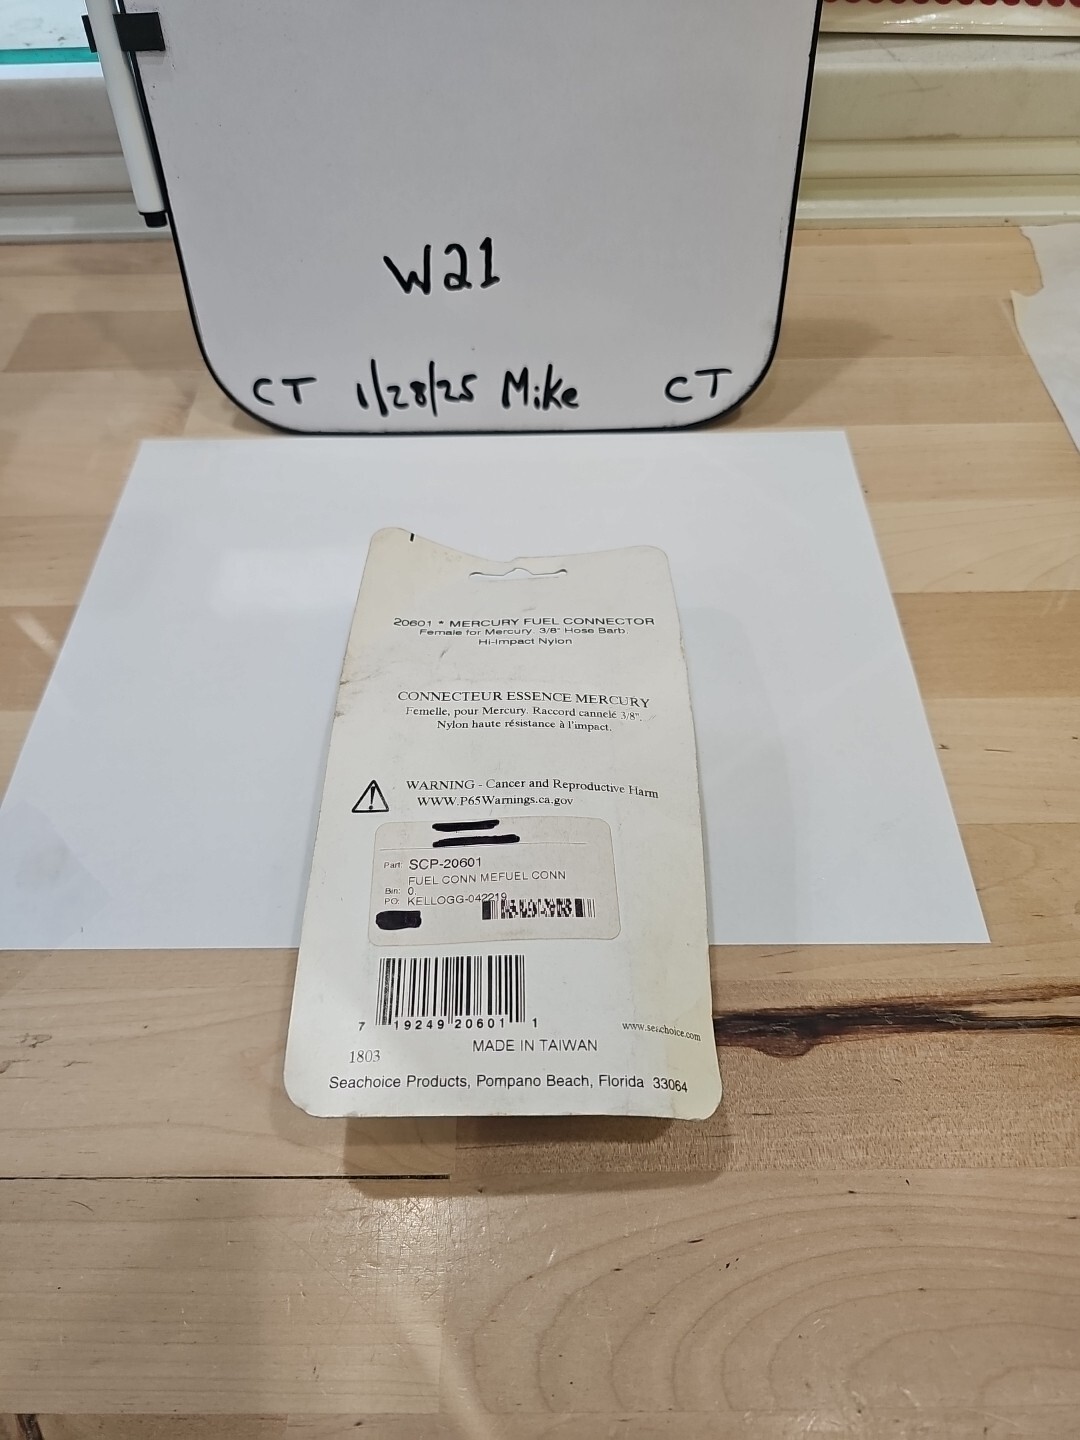 W21
CT 1/28/25 Mike CT
20601 * MERCURY FUEL CONNECTOR
Female for Mercury. 3/8" Hose Barb.
Hi-Impact Nylon
CONNECTEUR ESSENCE MERCURY
Femelle, pour Mercury. Raccord cannelé 3/8".
Nylon haute résistance à l'impact.
WARNING - Cancer and Reproductive Harm
WWW.P65Warnings.ca.gov
Part: SCP-20601
FUEL CONN MEFUEL CONN
Bin: 0
PO: KELLOGG-042219
7 19249 20601 1
www.seachoice.com
1803 MADE IN TAIWAN
Seachoice Products, Pompano Beach, Florida 33064